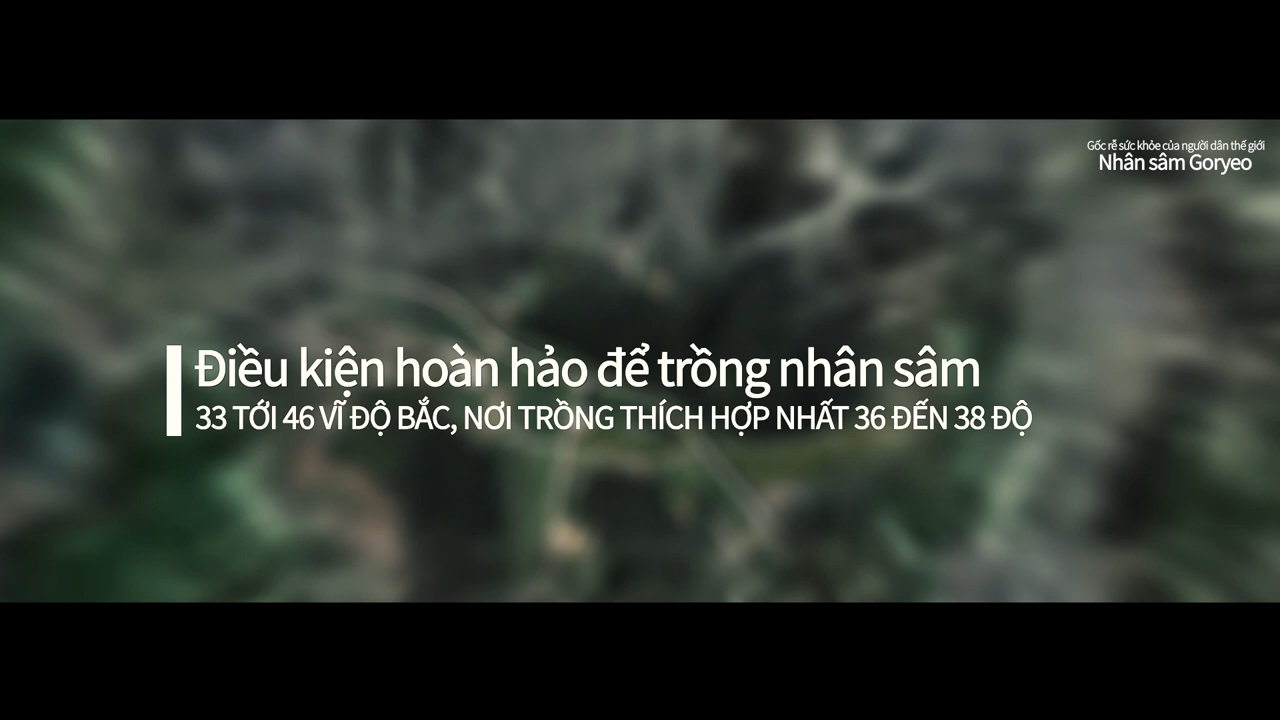 Gốc rễ sức khỏe của người dân thế giới
Nhân sâm Goryeo
Điều kiện hoàn hảo để trồng nhân sâm
33 TỚI 46 VĨ ĐỘ BẮC, NƠI TRỒNG THÍCH HỢP NHẤT 36 ĐẾN 38 ĐỘ